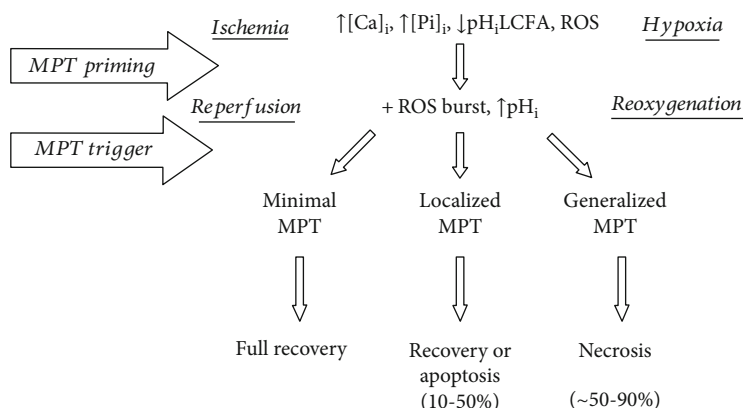 Ischemia
↑[Ca]i, ↑[Pi]i, ↓pHiLCFA, ROS
Hypoxia
MPT priming
Reperfusion
+ ROS burst, ↑pHi
Reoxygenation
MPT trigger
Minimal
MPT
Localized
MPT
Generalized
MPT
Full recovery
Recovery or
apoptosis
(10-50%)
Necrosis
(~50-90%)